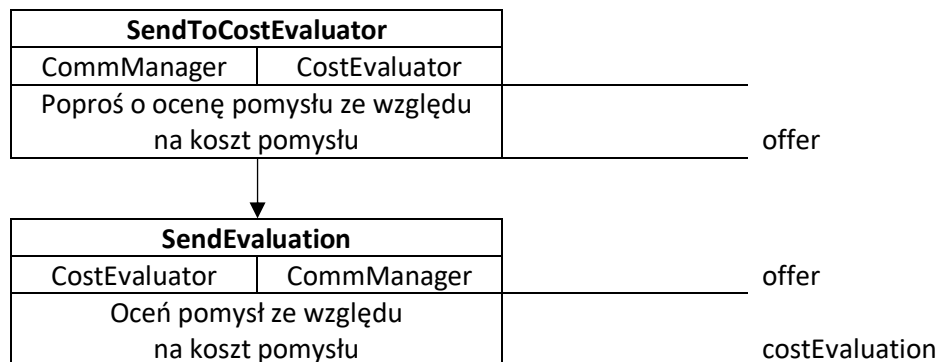 SendToCostEvaluator
CommManager CostEvaluator
Poproś o ocenę pomysłu ze względu
na koszt pomysłu offer
SendEvaluation
CostEvaluator CommManager offer
Oceń pomysł ze względu
na koszt pomysłu costEvaluation